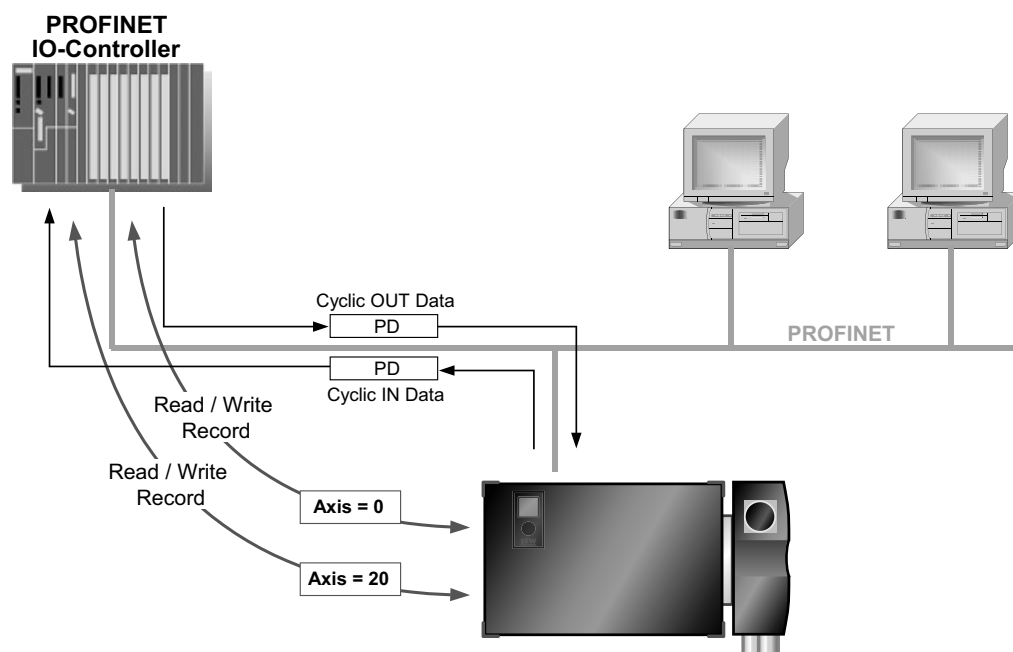 PROFINET
IO-Controller
Cyclic OUT Data
PD
PROFINET
PD
Cyclic IN Data
Read / Write
Record
Read / Write
Record
Axis = 0
Axis = 20